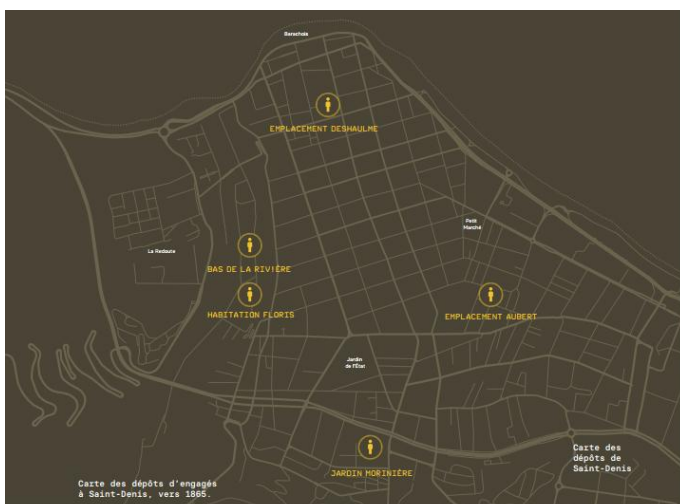 Barachois
EMPLACEMENT DESHAULME
Petit
Marché
La Redoute
BAS DE LA RIVIÈRE
HABITATION FLORIS
EMPLACEMENT AUBERT
Jardin
de l'État
JARDIN MORINIÈRE
Carte des
dépôts de
Saint-Denis
Carte des dépôts d'engagés
à Saint-Denis, vers 1865.